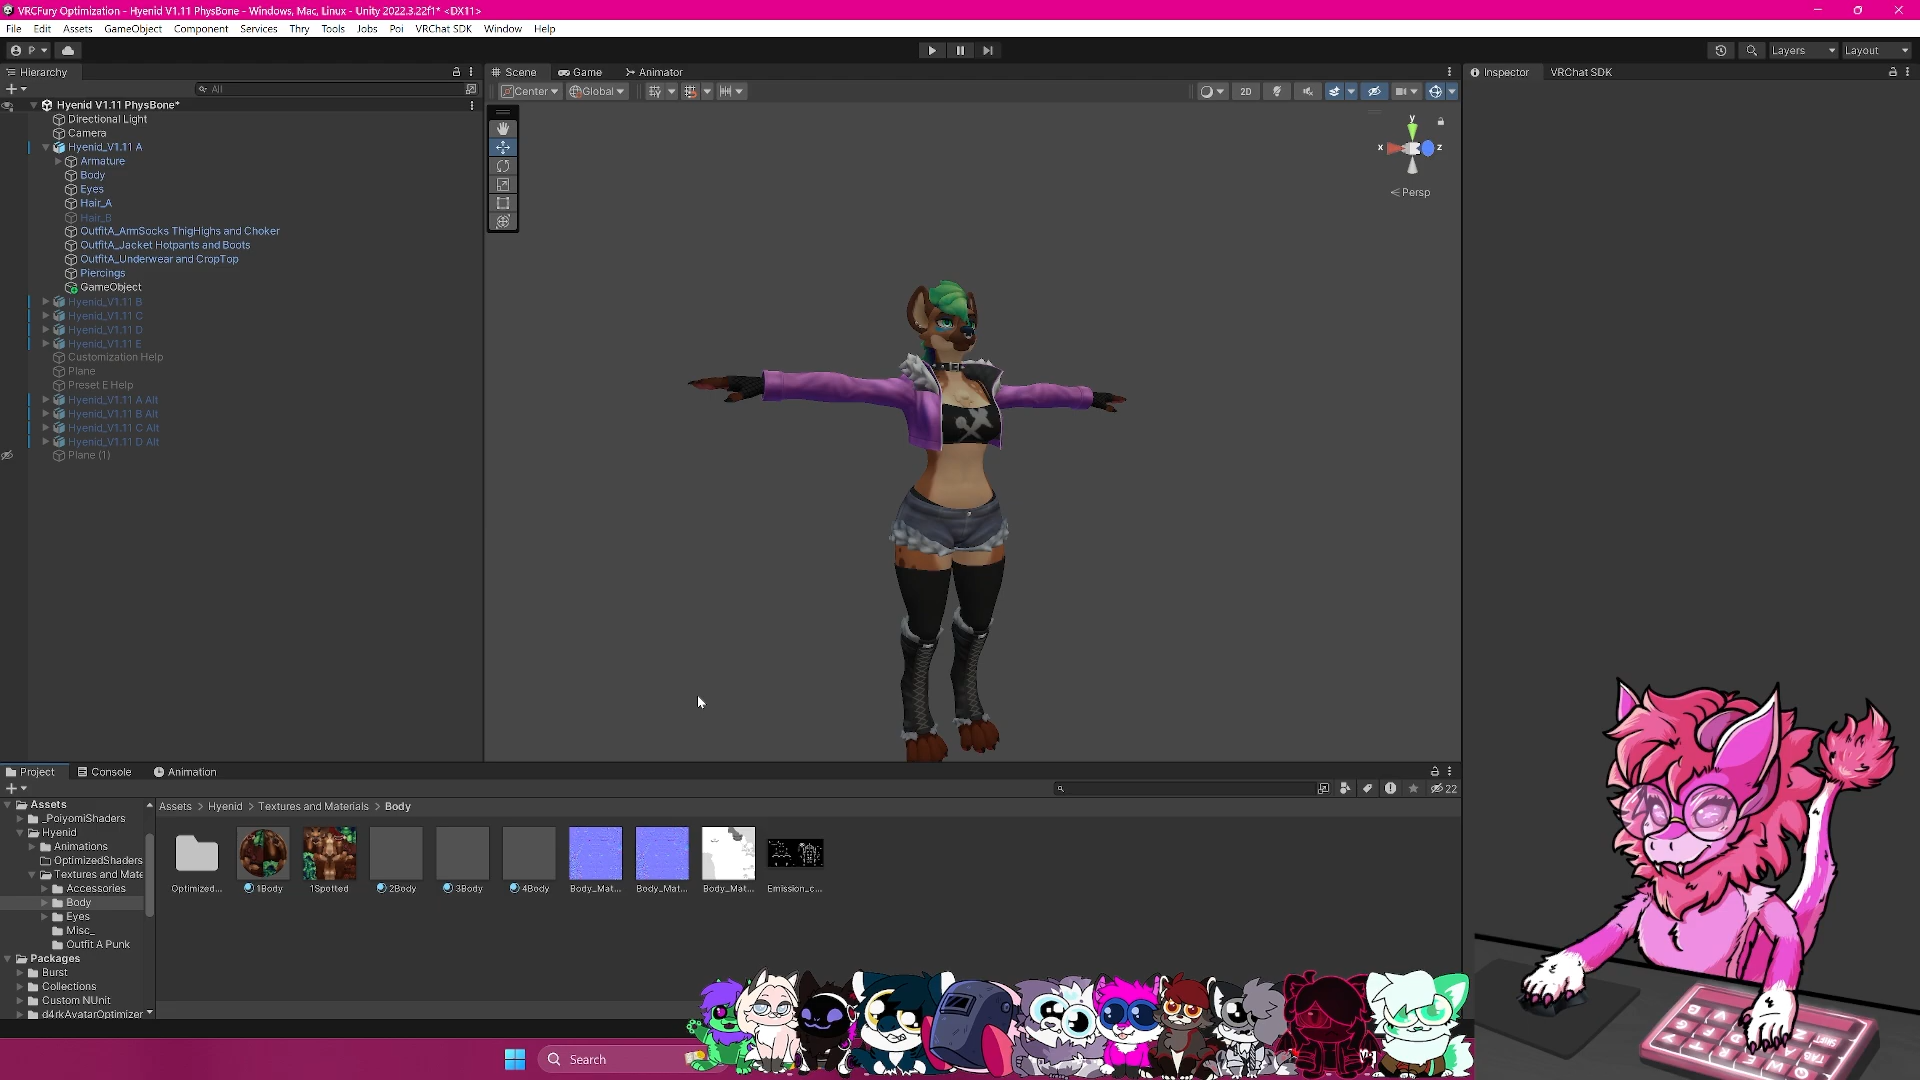 VRCFury Optimization - Hyenid V1.11 PhysBone - Windows, Mac, Linux - Unity 2022.3.22f1* <DX11>
File Edit Assets GameObject Component Services Thry Tools Jobs Poi VRChat SDK Window Help
P Layers Layout
Hierarchy
All
Hyenid V1.11 PhysBone*
Directional Light
Camera
Hyenid_V1.11 A
Armature
Body
Eyes
Hair_A
Hair_B
OutfitA_ArmSocks ThigHighs and Choker
OutfitA_Jacket Hotpants and Boots
OutfitA_Underwear and CropTop
Piercings
GameObject
Hyenid_V1.11 B
Hyenid_V1.11 C
Hyenid_V1.11 D
Hyenid_V1.11 E
Customization Help
Plane
Preset E Help
Hyenid_V1.11 A Alt
Hyenid_V1.11 B Alt
Hyenid_V1.11 C Alt
Hyenid_V1.11 D Alt
Plane (1)
Scene Game Animator
Center Global 2D
y
x z
Persp
Inspector VRChat SDK
Project Console Animation
22
Assets
_PoiyomiShaders
Hyenid
Animations
OptimizedShaders
Textures and Mate
Accessories
Body
Eyes
Misc_
Outfit A Punk
Packages
Burst
Collections
Custom NUnit
d4rkAvatarOptimizer
Assets > Hyenid > Textures and Materials > Body
Optimized... 1Body 1Spotted 2Body 3Body 4Body Body_Mat... Body_Mat... Body_Mat... Emission_c...
Search